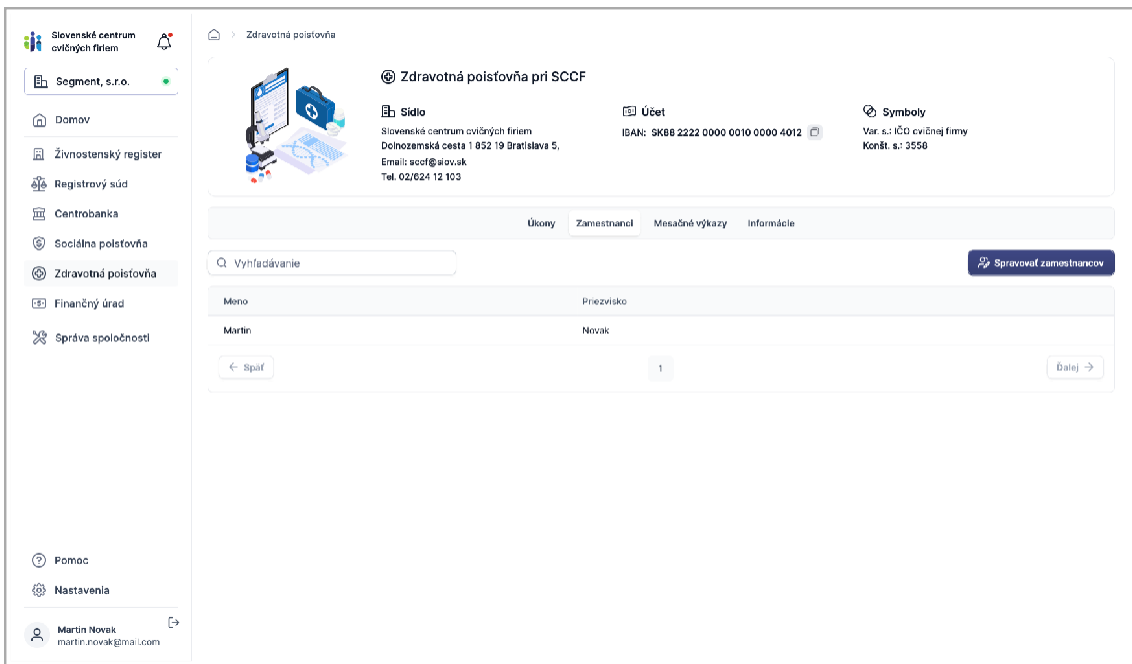 Slovenské centrum
cvičných firiem
Segment, s.r.o.
Domov
Živnostenský register
Registrový súd
Centrobanka
Sociálna poisťovňa
Zdravotná poisťovňa
Finančný úrad
Správa spoločnosti
Pomoc
Nastavenia
Martin Novak
martin.novak@mail.com
Zdravotná poisťovňa
Zdravotná poisťovňa pri SCCF
Sídlo
Slovenské centrum cvičných firiem
Dolnozemská cesta 1 852 19 Bratislava 5,
Email: sccf@siov.sk
Tel. 02/624 12 103
Účet
IBAN: SK88 2222 0000 0010 0000 4012
Symboly
Var. s.: IČO cvičnej firmy
Konšt. s.: 3558
Úkony Zamestnanci Mesačné výkazy Informácie
Vyhľadávanie
Spravovať zamestnancov
Meno Priezvisko
Martin Novak
Späť 1 Ďalej